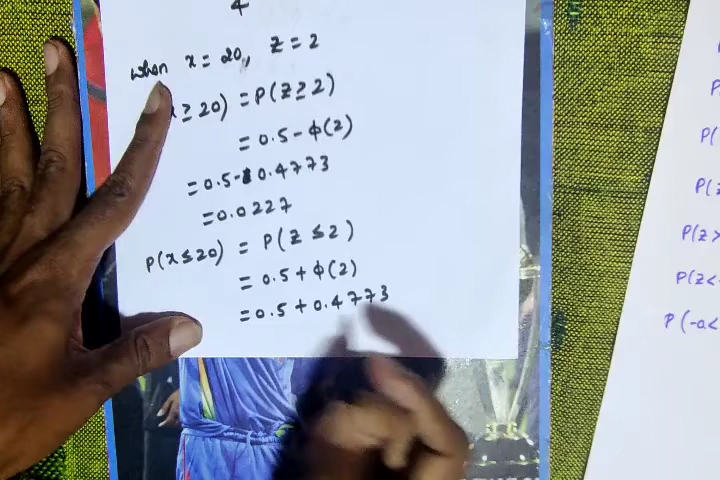 4
when x = 20, z = 2
x ≥ 20) = P(z ≥ 2)
= 0.5 - ϕ(2)
= 0.5 - 0.4773
= 0.0227
P(x ≤ 20) = P(z ≤ 2)
= 0.5 + ϕ(2)
= 0.5 + 0.4773
P(
P(z
P(z>
P(z<
P(-a<